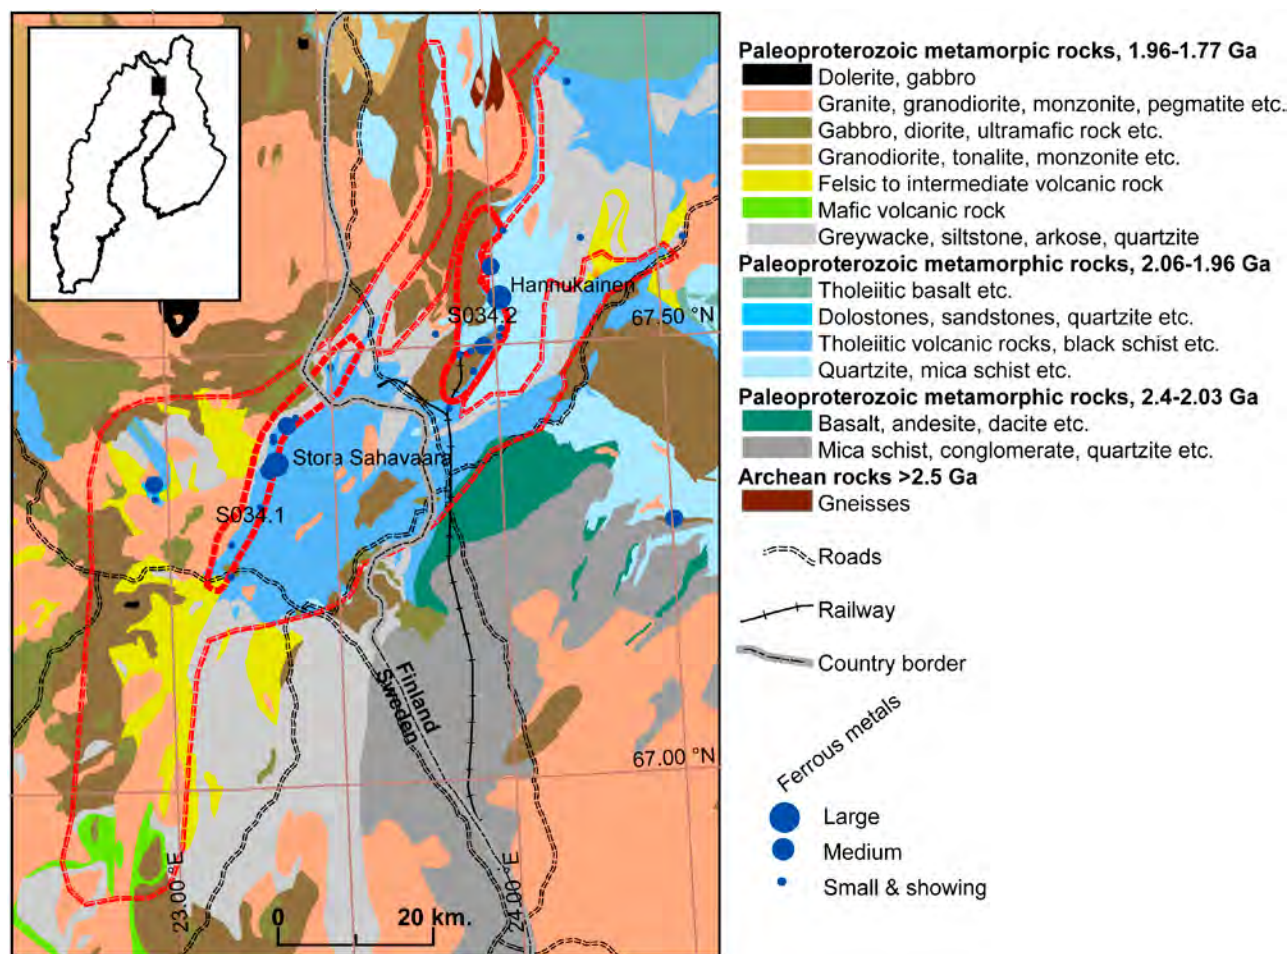 Hannukainen
S034.2
67.50 °N
Stora Sahavaara
S034.1
Finland
Sweden
67.00 °N
23.00 °E
24.00 °E
0 20 km.
Paleoproterozoic metamorpic rocks, 1.96-1.77 Ga
Dolerite, gabbro
Granite, granodiorite, monzonite, pegmatite etc.
Gabbro, diorite, ultramafic rock etc.
Granodiorite, tonalite, monzonite etc.
Felsic to intermediate volcanic rock
Mafic volcanic rock
Greywacke, siltstone, arkose, quartzite
Paleoproterozoic metamorphic rocks, 2.06-1.96 Ga
Tholeiitic basalt etc.
Dolostones, sandstones, quartzite etc.
Tholeiitic volcanic rocks, black schist etc.
Quartzite, mica schist etc.
Paleoproterozoic metamorphic rocks, 2.4-2.03 Ga
Basalt, andesite, dacite etc.
Mica schist, conglomerate, quartzite etc.
Archean rocks >2.5 Ga
Gneisses
Roads
Railway
Country border
Ferrous metals
Large
Medium
Small & showing